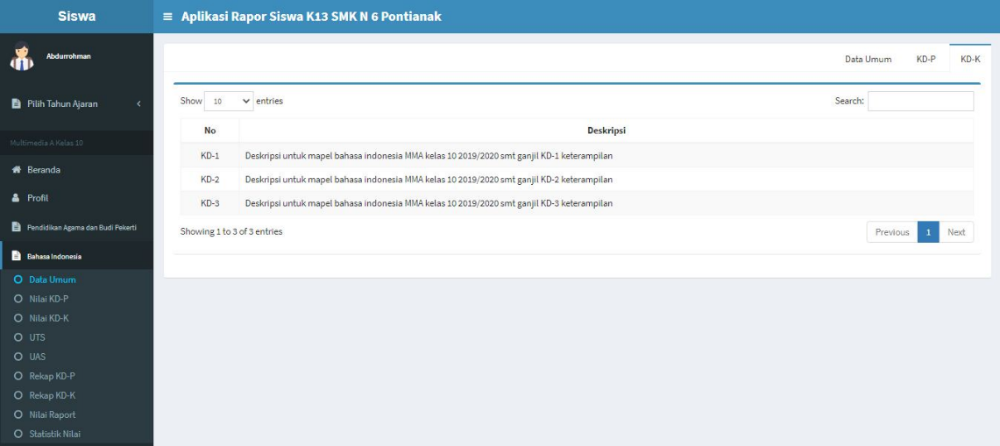 Siswa
Aplikasi Rapor Siswa K13 SMK N 6 Pontianak
Abdurrohman
Pilih Tahun Ajaran
Multimedia A Kelas 10
Beranda
Profil
Pendidikan Agama dan Budi Pekerti
Bahasa Indonesia
Data Umum
Nilai KD-P
Nilai KD-K
UTS
UAS
Rekap KD-P
Rekap KD-K
Nilai Raport
Statistik Nilai
Data Umum KD-P KD-K
Show 10 entries Search:
No Deskripsi
KD-1 Deskripsi untuk mapel bahasa indonesia MMA kelas 10 2019/2020 smt ganjil KD-1 keterampilan
KD-2 Deskripsi untuk mapel bahasa indonesia MMA kelas 10 2019/2020 smt ganjil KD-2 keterampilan
KD-3 Deskripsi untuk mapel bahasa indonesia MMA kelas 10 2019/2020 smt ganjil KD-3 keterampilan
Showing 1 to 3 of 3 entries Previous 1 Next